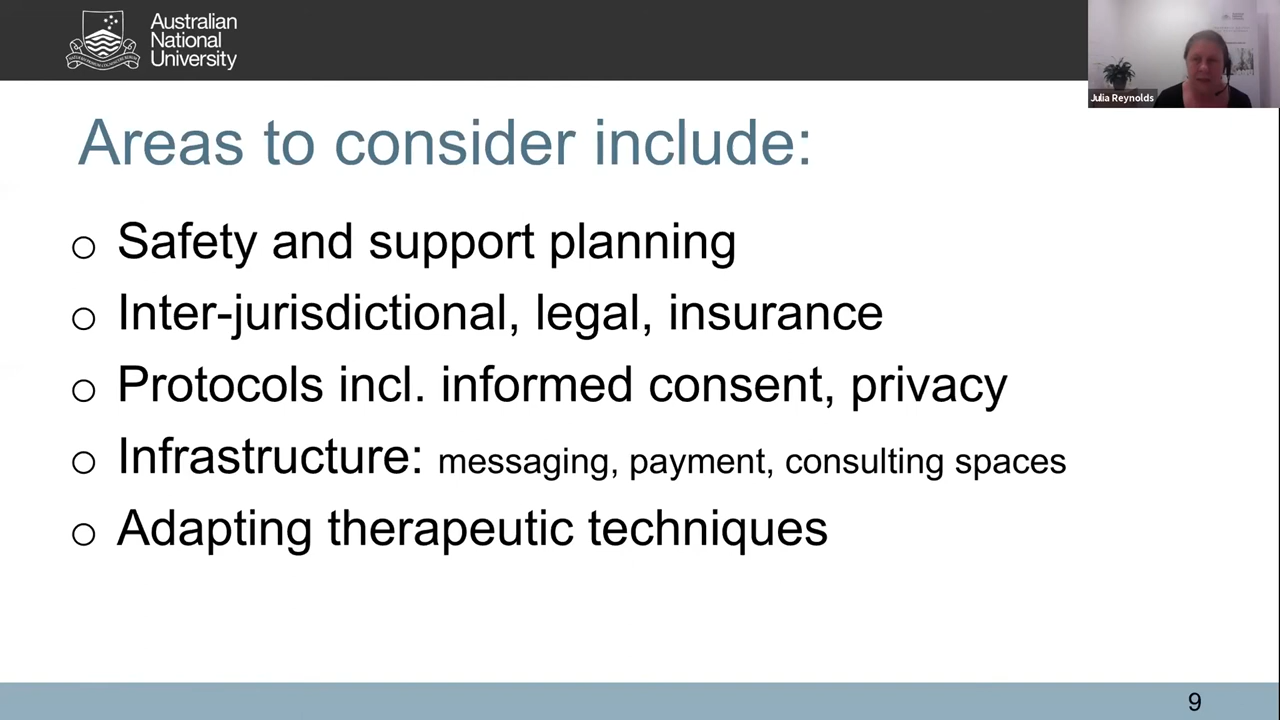 Australian
National
University
Julia Reynolds
Areas to consider include:
o Safety and support planning
o Inter-jurisdictional, legal, insurance
o Protocols incl. informed consent, privacy
o Infrastructure: messaging, payment, consulting spaces
o Adapting therapeutic techniques
9